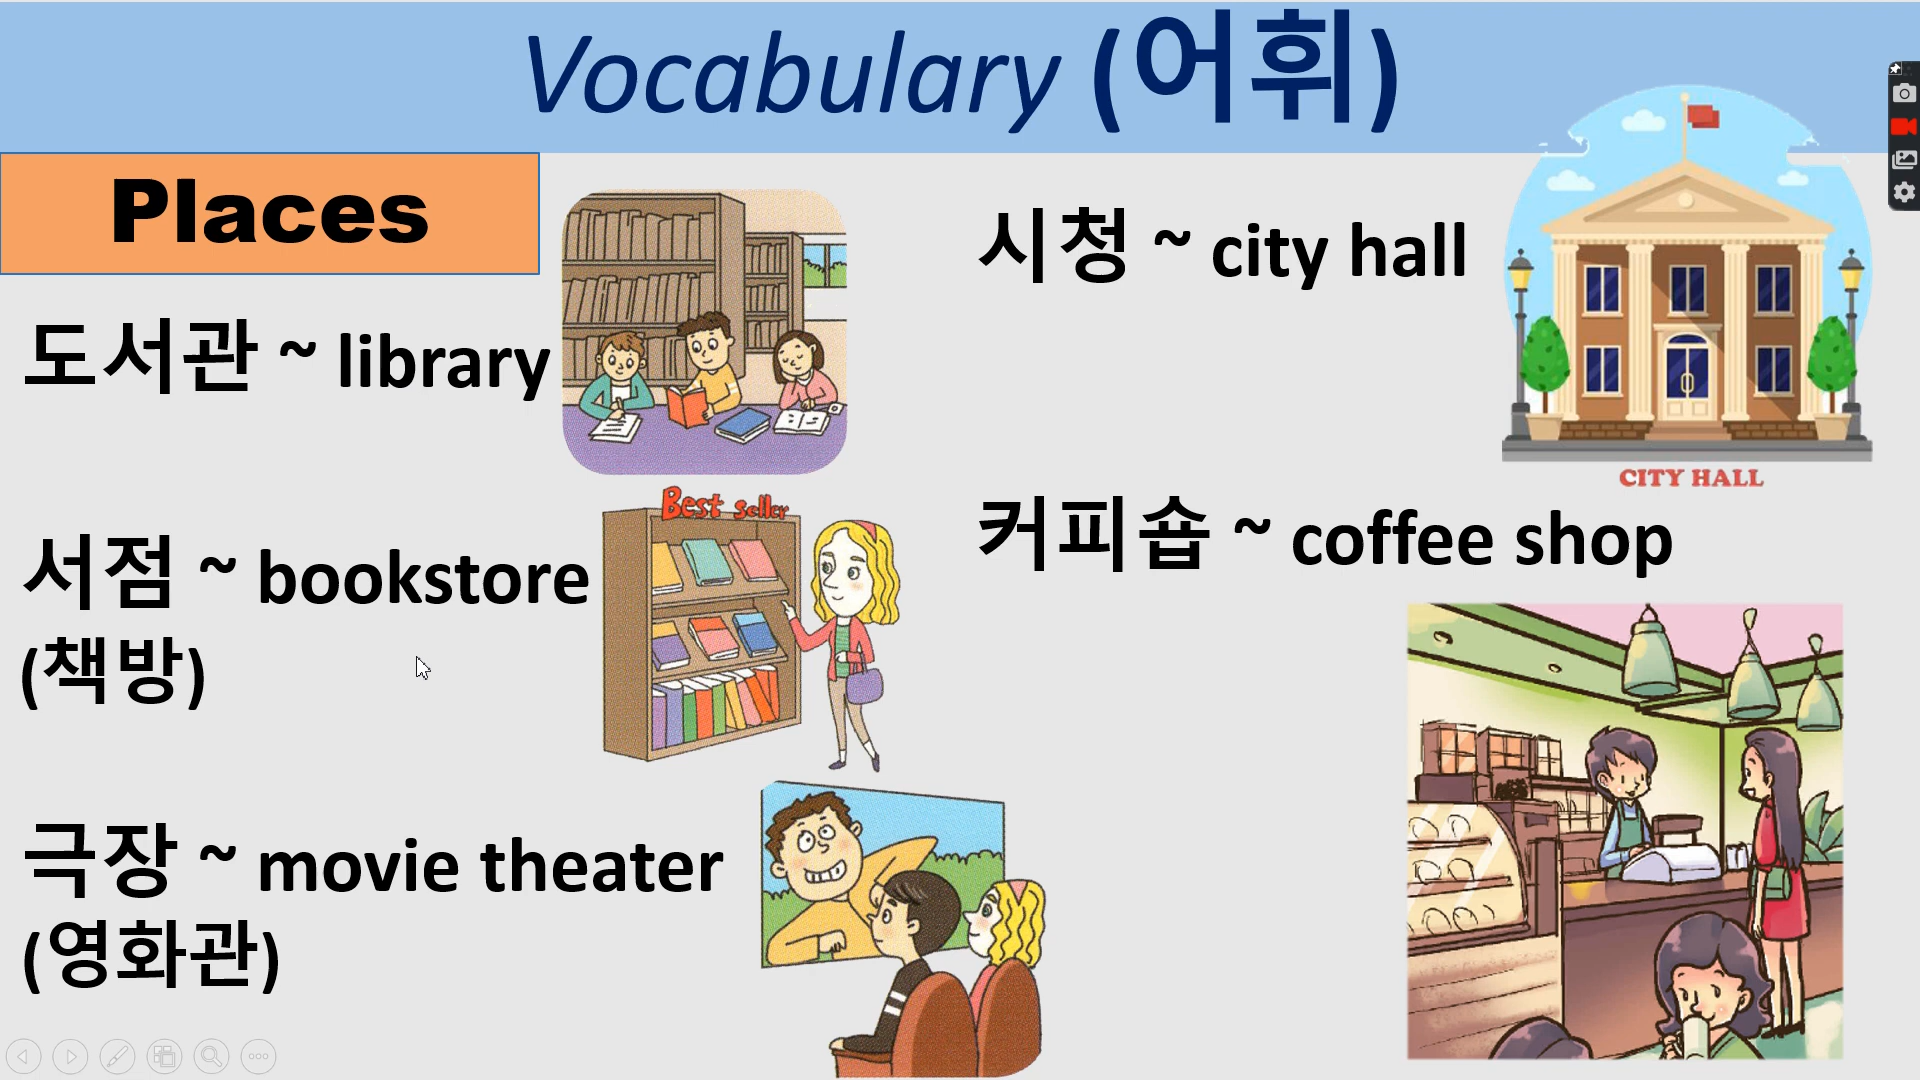 Vocabulary (어휘)
Places
도서관 ~ library
서점 ~ bookstore
(책방)
Best seller
극장 ~ movie theater
(영화관)
시청 ~ city hall
CITY HALL
커피숍 ~ coffee shop